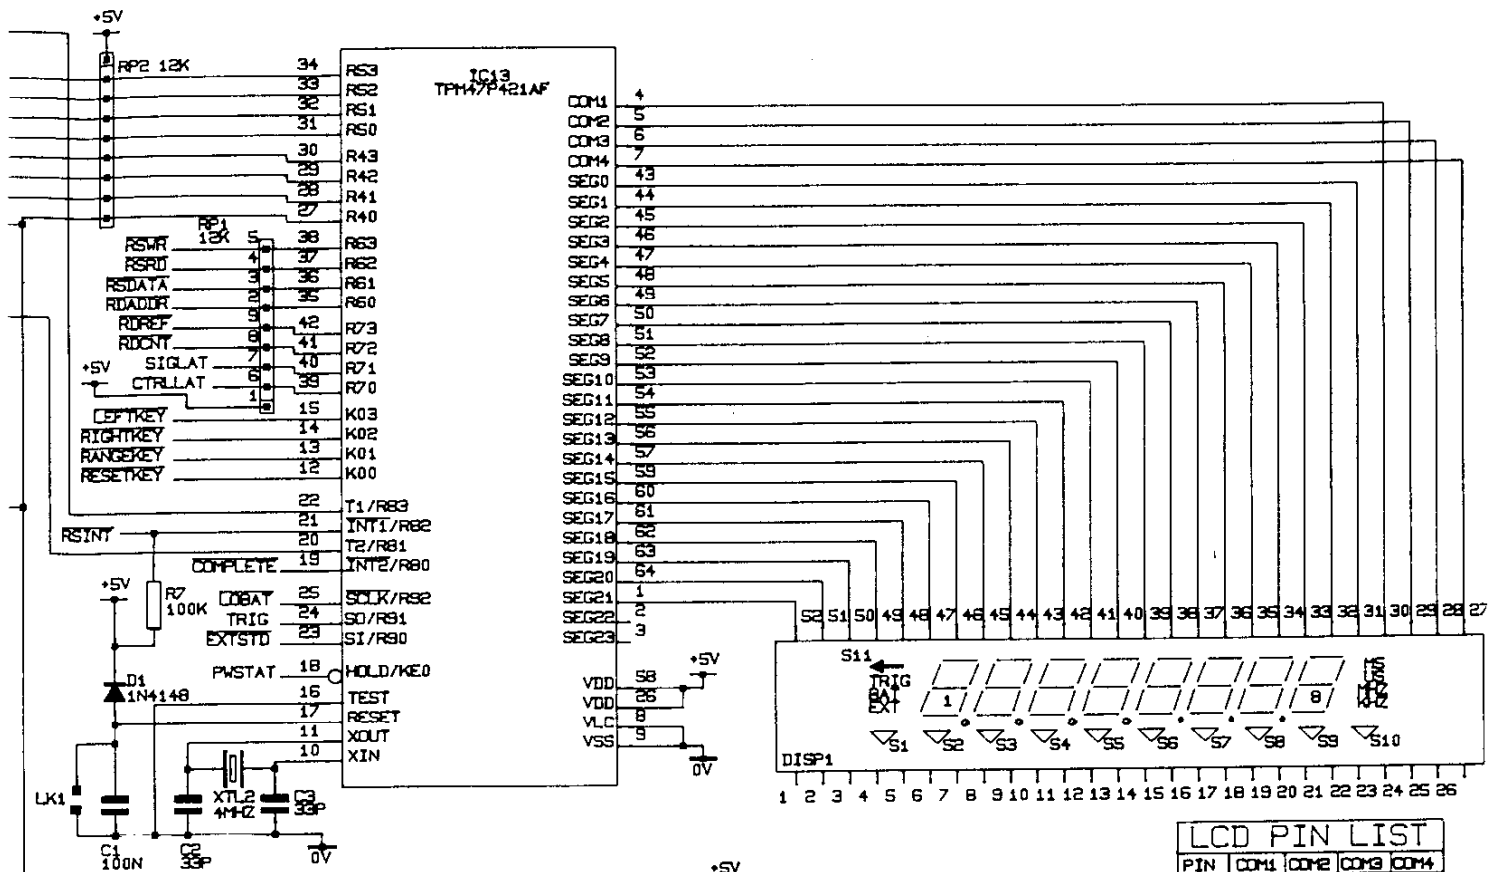 +5V
RP2 12K
34 RS3
33 RS2
32 RS1
31 RS0
30 R43
29 R42
28 R41
27 R40
RP1
12K
RSWR 5 38 R63
RSRD 4 37 R62
RSDATA 3 36 R61
RDADDR 2 35 R60
RDREF 9 42 R73
RDCNT 8 41 R72
SIGLAT 7 40 R71
CTRLLAT 6 39 R70
+5V
1
LEFTKEY 15 K03
RIGHTKEY 14 K02
RANGEKEY 13 K01
RESETKEY 12 K00
22 T1/R83
RSINT 21 INT1/R82
20 T2/R81
COMPLETE 19 INT2/R80
+5V
R7
100K
LOBAT 25 SCLK/R92
TRIG 24 SO/R91
EXTSTD 23 SI/R90
PWSTAT 18 HOLD/KE0
D1
1N4148
16 TEST
17 RESET
11 XOUT
10 XIN
LK1
C1
100N
C2
33P
XTL2
4MHZ
C3
33P
0V
IC13
TPM47P421AF
COM1 4
COM2 5
COM3 6
COM4 7
SEG0 43
SEG1 44
SEG2 45
SEG3 46
SEG4 47
SEG5 48
SEG6 49
SEG7 50
SEG8 51
SEG9 52
SEG10 53
SEG11 54
SEG12 55
SEG13 56
SEG14 57
SEG15 59
SEG16 60
SEG17 61
SEG18 62
SEG19 63
SEG20 64
SEG21 1
SEG22 2
SEG23 3
VDD 58
VDD 26
VLC 8
VSS 9
+5V
0V
52 51 50 49 48 47 46 45 44 43 42 41 40 39 38 37 36 35 34 33 32 31 30 29 28 27
S11
TRIG
BAT
EXT
1
8
MS
US
MHZ
KHZ
S1 S2 S3 S4 S5 S6 S7 S8 S9 S10
DISP1
1 2 3 4 5 6 7 8 9 10 11 12 13 14 15 16 17 18 19 20 21 22 23 24 25 26
LCD PIN LIST
PIN COM1 COM2 COM3 COM4
+5V